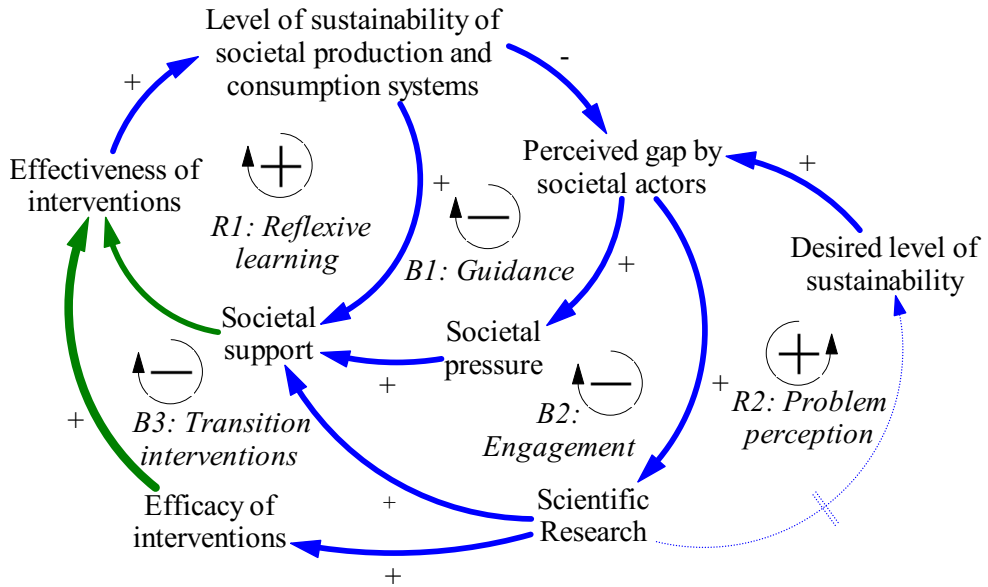 Level of sustainability of
societal production and
consumption systems
+
-
Effectiveness of
interventions
+
R1: Reflexive
learning
+
−
B1: Guidance
Perceived gap by
societal actors
+
Desired level of
sustainability
+
Societal
support
Societal
pressure
+
−
B3: Transition
interventions
+
−
B2:
Engagement
+
+
R2: Problem
perception
+
Efficacy of
interventions
+
Scientific
Research
+